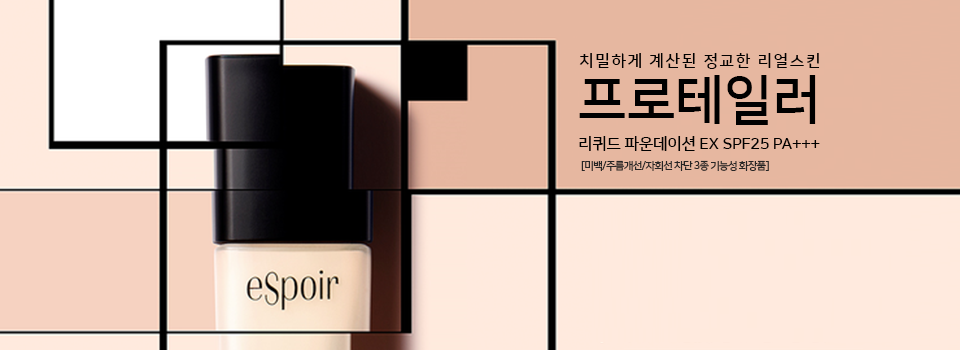 치밀하게 계산된 정교한 리얼스킨
프로테일러
리퀴드 파운데이션 EX SPF25 PA+++
[미백/주름개선/자외선 차단 3종 기능성 화장품]
eSpoir